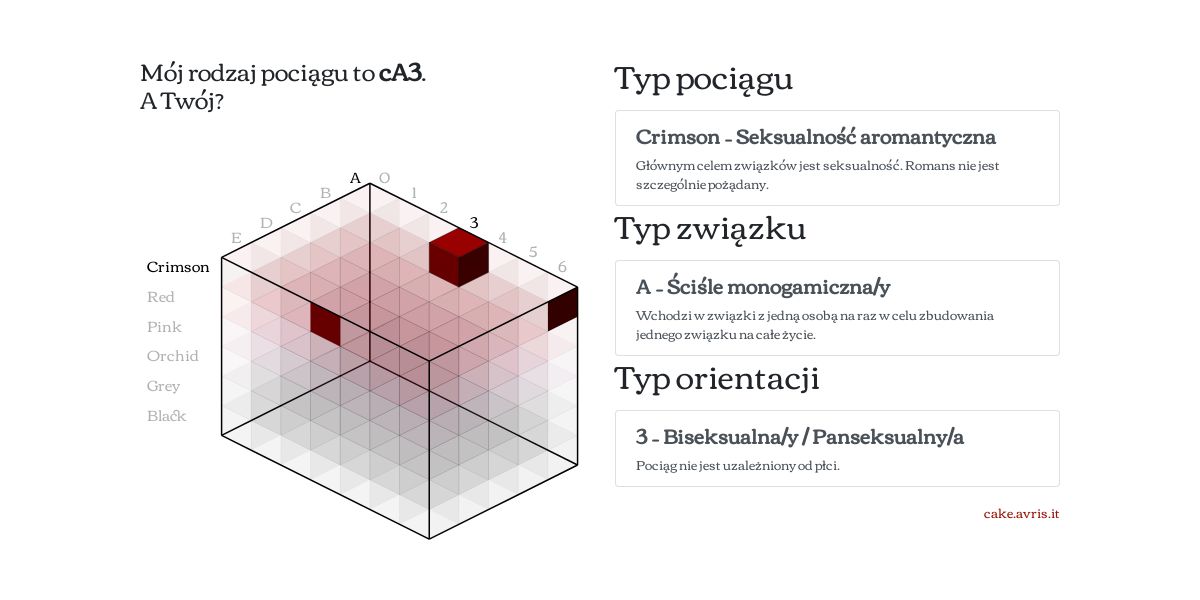 Mój rodzaj pociągu to cA3.
A Twój?
A
O
B
1
C
2
D
3
E
4
5
6
Crimson
Red
Pink
Orchid
Grey
Black
Typ pociągu
Crimson – Seksualność aromantyczna
Głównym celem związków jest seksualność. Romans nie jest
szczególnie pożądany.
Typ związku
A – Ściśle monogamiczna/y
Wchodzi w związki z jedną osobą na raz w celu zbudowania
jednego związku na całe życie.
Typ orientacji
3 – Biseksualna/y / Panseksualny/a
Pociąg nie jest uzależniony od płci.
cake.avris.it